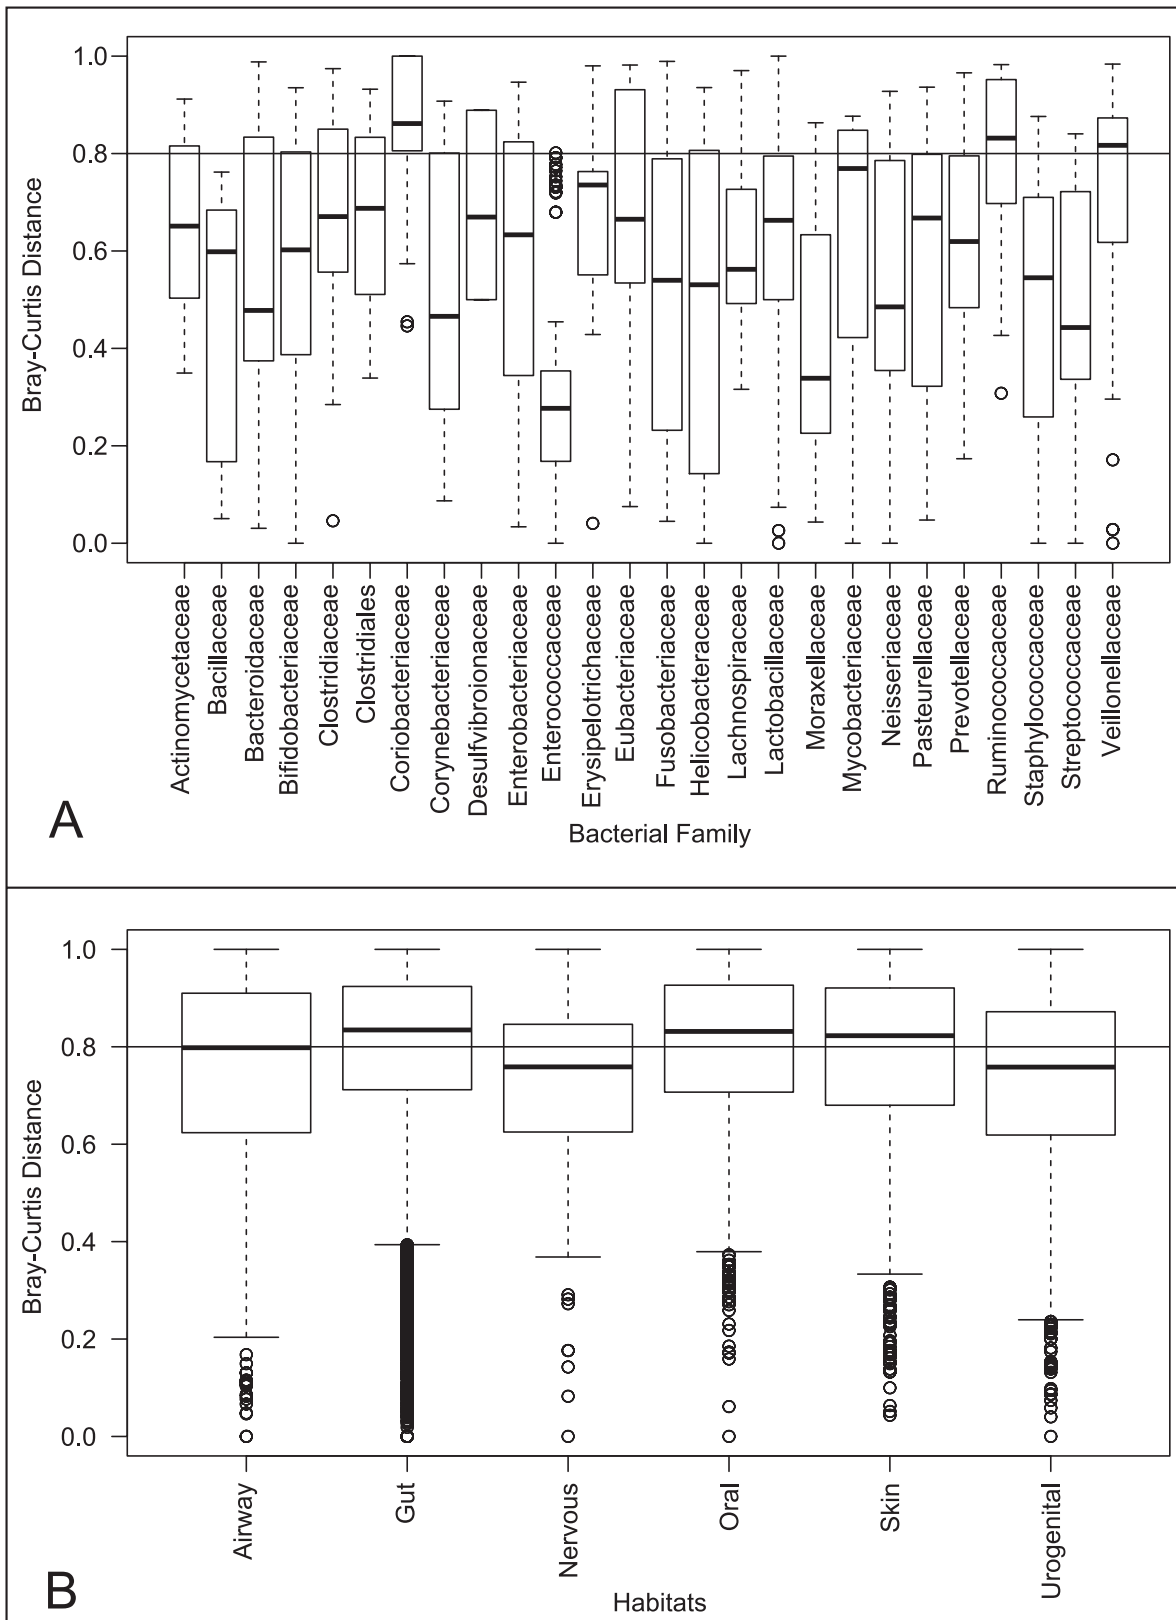 1.0
0.8
0.6
0.4
0.2
0.0
Bray-Curtis Distance
Actinomycetaceae
Bacillaceae
Bacteroidaceae
Bifidobacteriaceae
Clostridiaceae
Clostridiales
Coriobacteriaceae
Corynebacteriaceae
Desulfvibroionaceae
Enterobacteriaceae
Enterococcaceae
Erysipelotrichaceae
Eubacteriaceae
Fusobacteriaceae
Helicobacteraceae
Lachnospiraceae
Lactobacillaceae
Moraxellaceae
Mycobacteriaceae
Neisseriaceae
Pasteurellaceae
Prevotellaceae
Ruminococcaceae
Staphylococcaceae
Streptococcaceae
Veillonellaceae
A
Bacterial Family
1.0
0.8
0.6
0.4
0.2
0.0
Bray-Curtis Distance
Airway
Gut
Nervous
Oral
Skin
Urogenital
B
Habitats